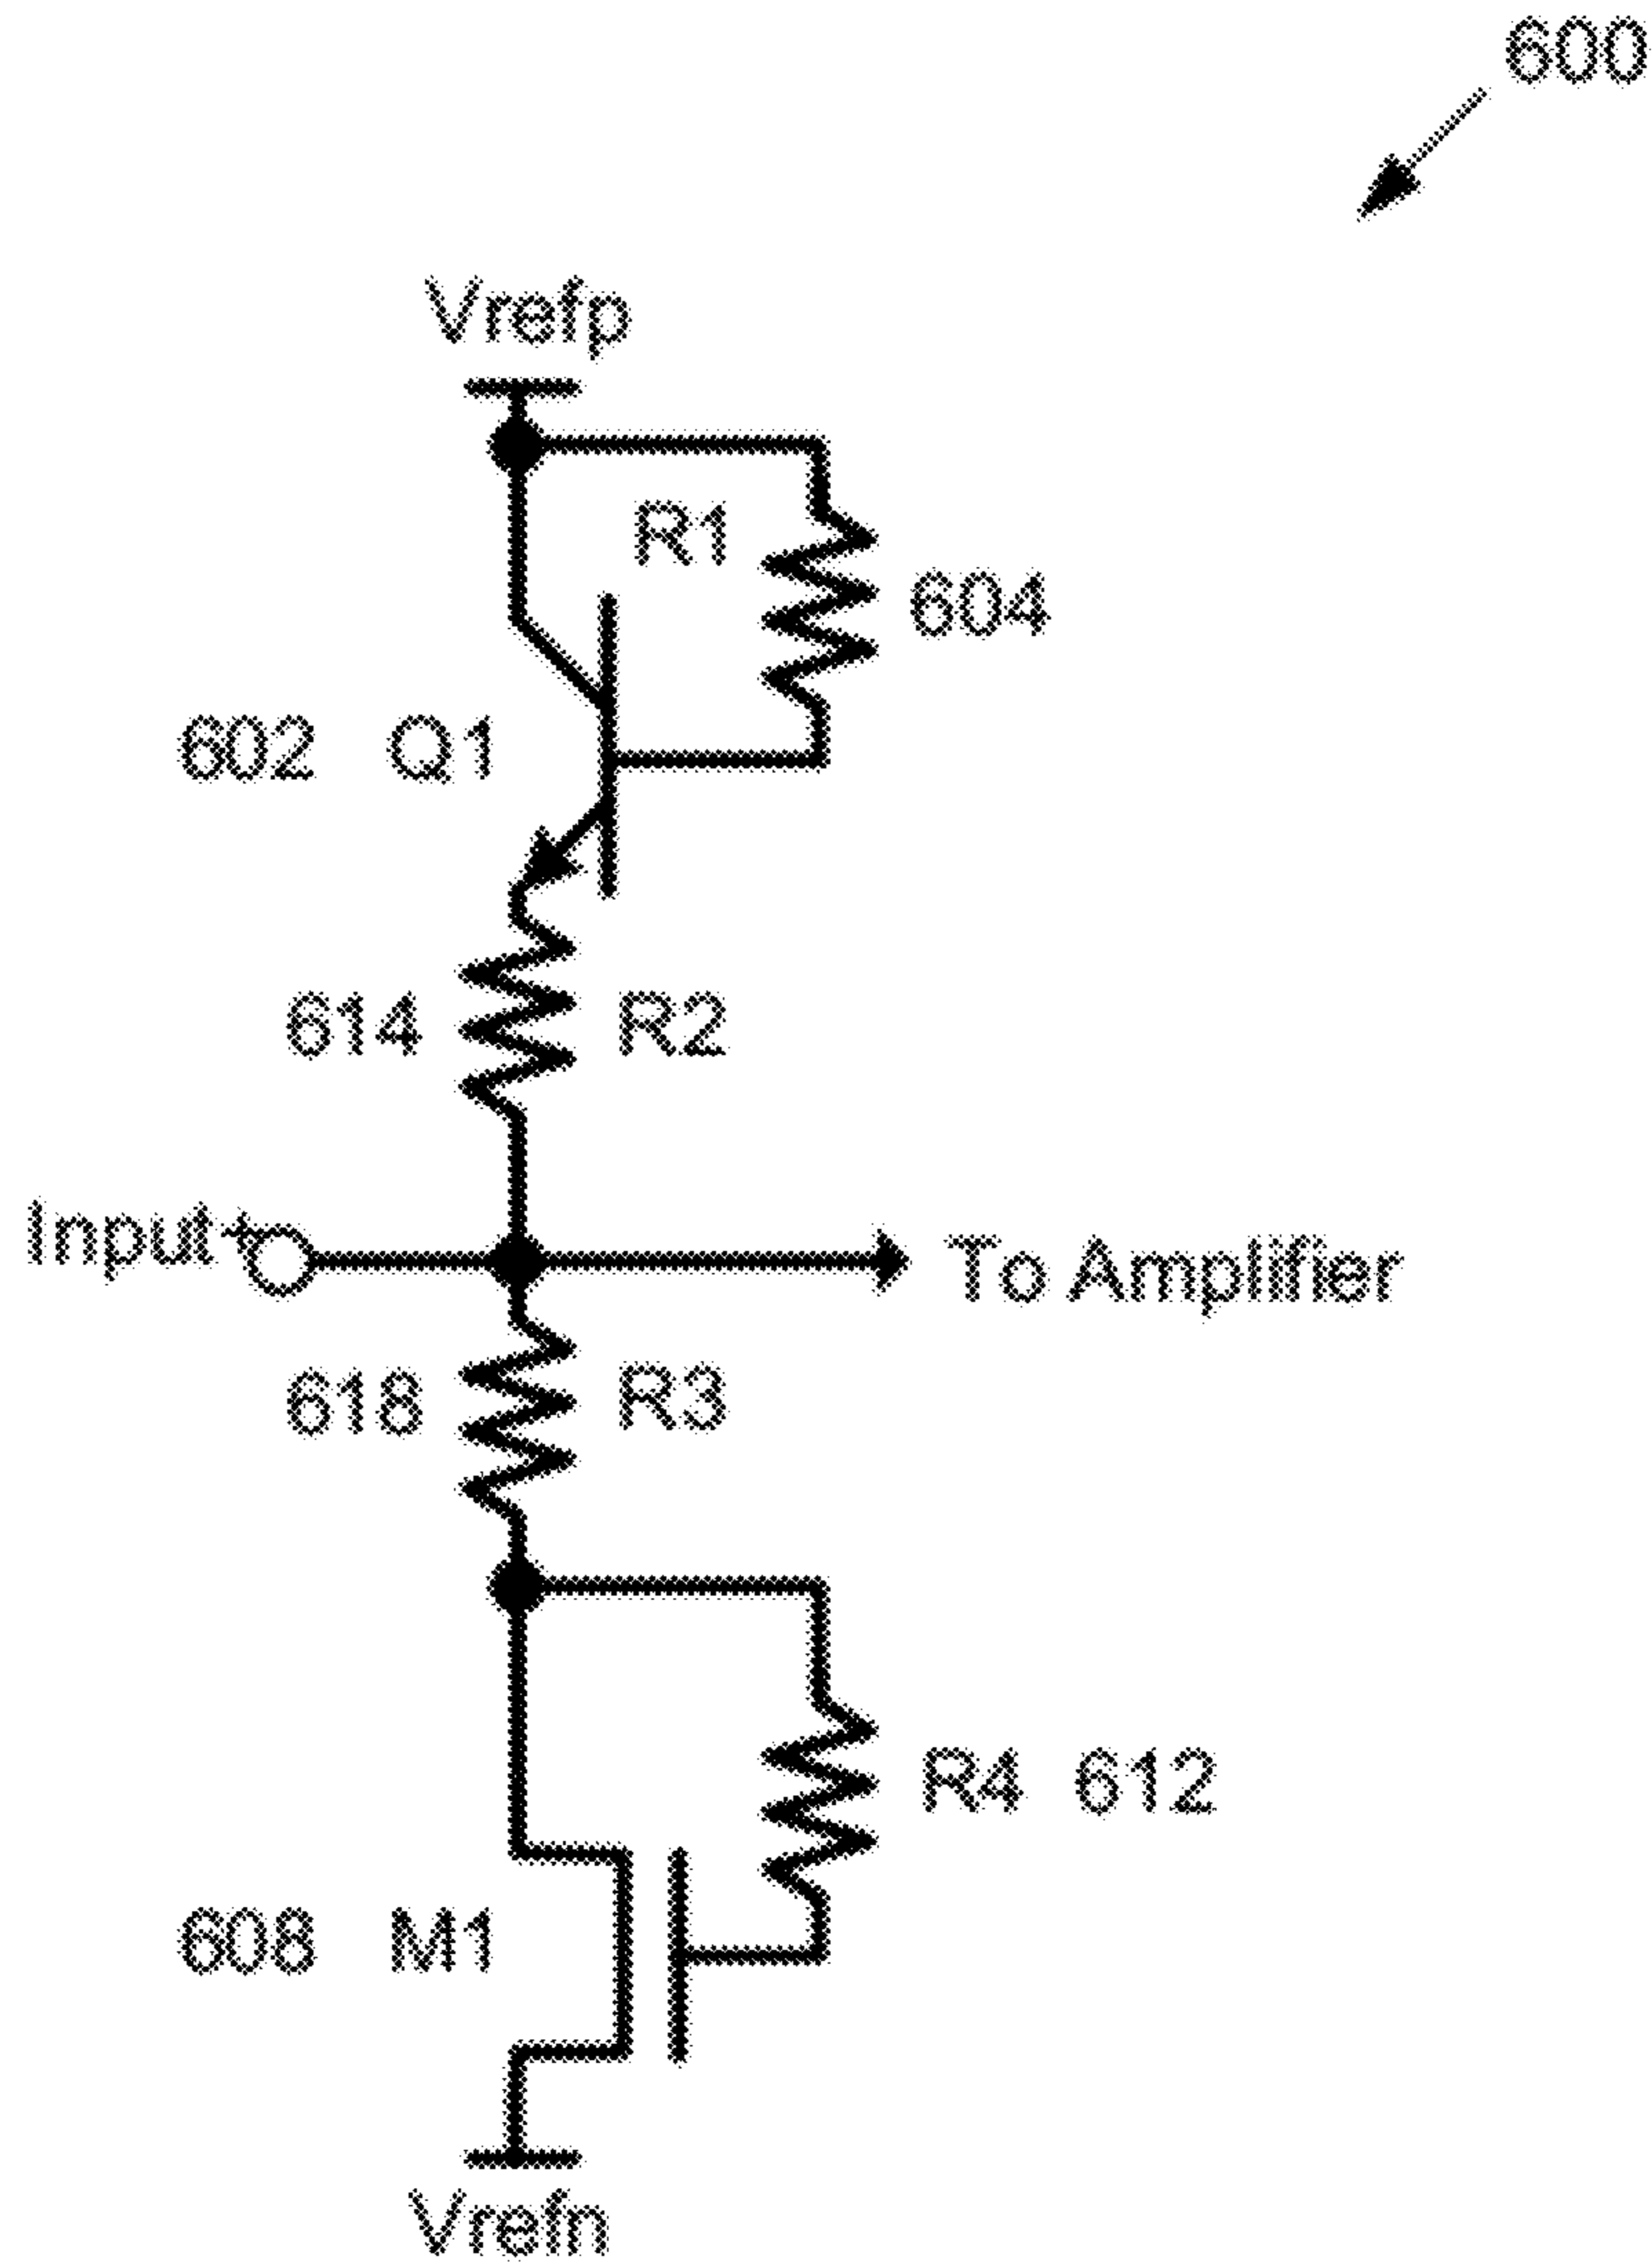 600
Vrefp
R1
604
602 Q1
614 R2
Input+
To Amplifier
618 R3
R4 612
608 M1
Vrefn